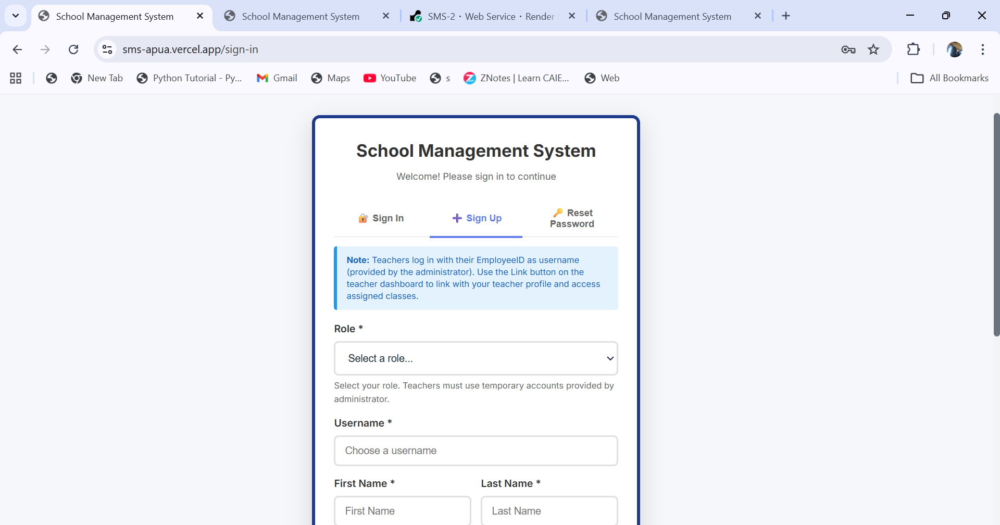 School Management System
School Management System
SMS-2 • Web Service • Render
School Management System
sms-apua.vercel.app/sign-in
New Tab
Python Tutorial - Py...
Gmail
Maps
YouTube
s
ZNotes | Learn CAIE...
Web
All Bookmarks
School Management System
Welcome! Please sign in to continue
Sign In
Sign Up
Reset
Password
Note: Teachers log in with their EmployeeID as username
(provided by the administrator). Use the Link button on the
teacher dashboard to link with your teacher profile and access
assigned classes.
Role *
Select a role...
Select your role. Teachers must use temporary accounts provided by
administrator.
Username *
Choose a username
First Name *
Last Name *
First Name
Last Name